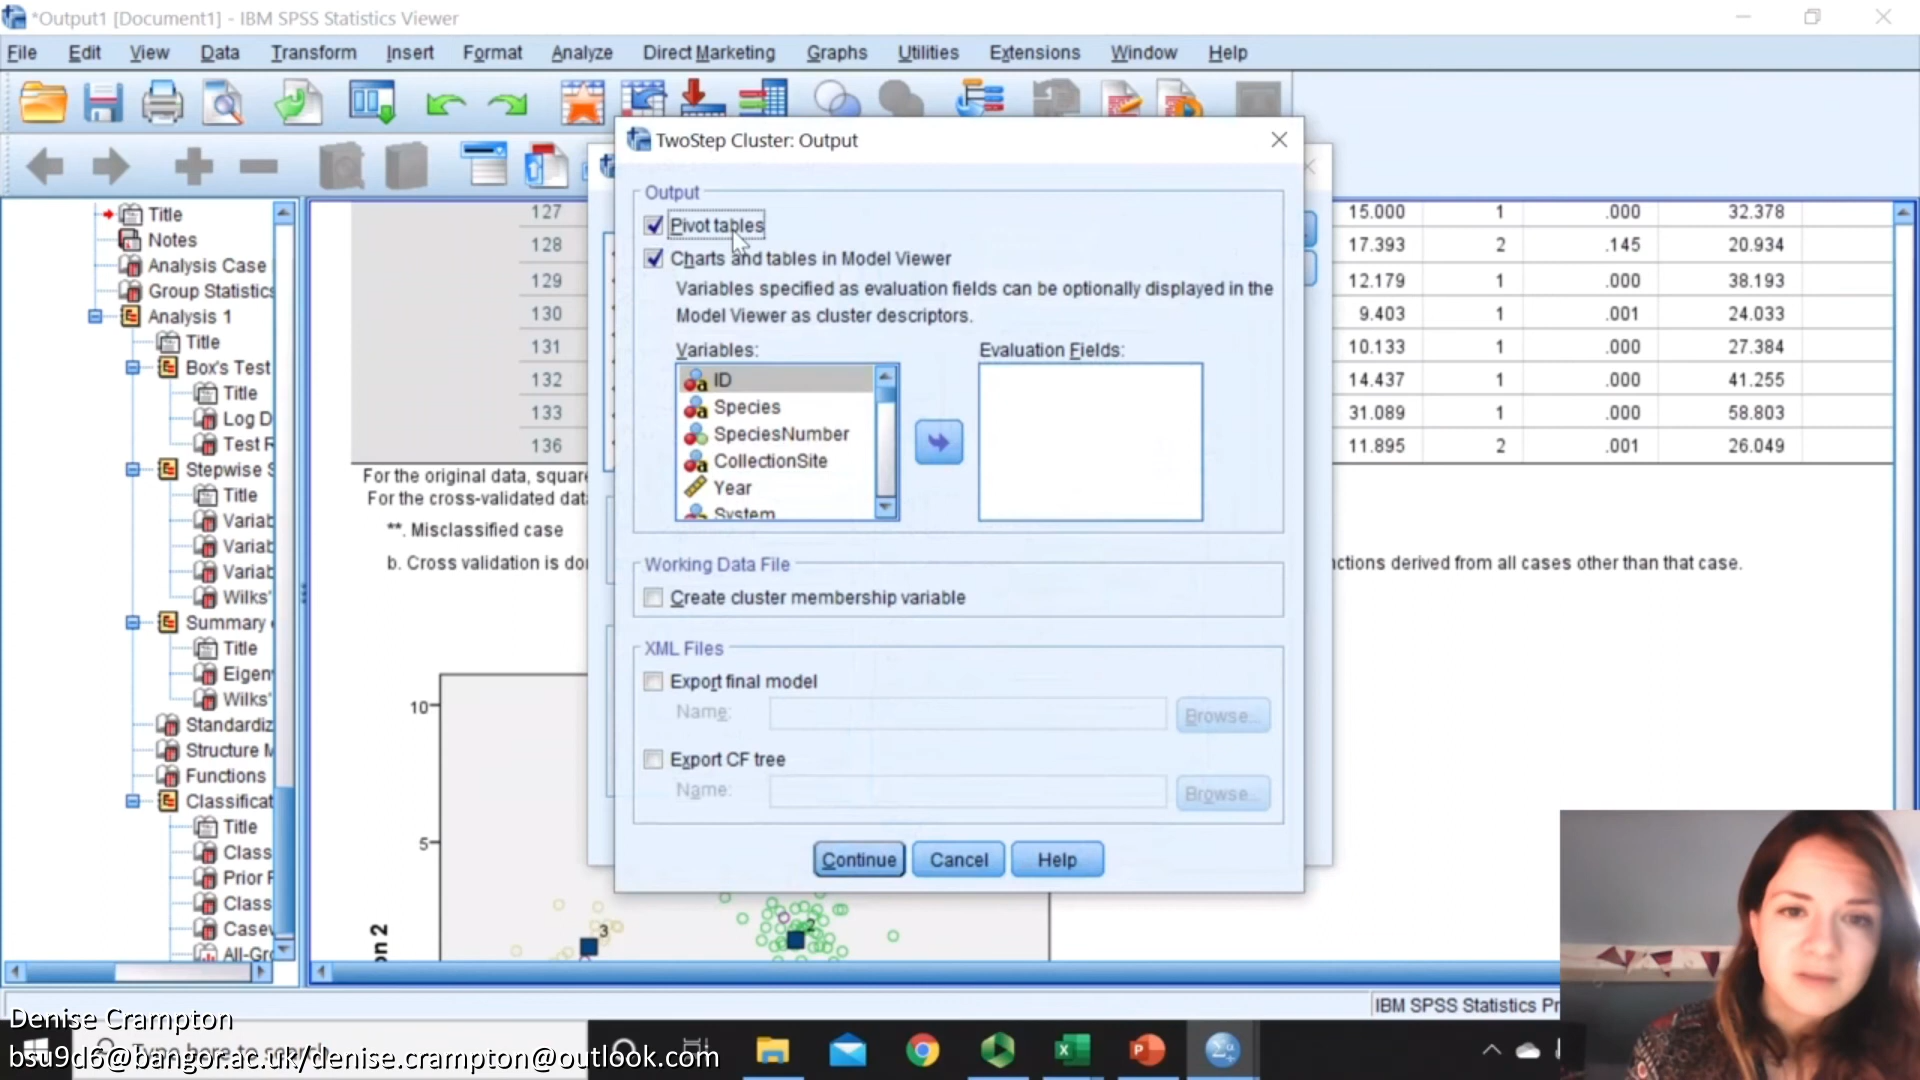 *Output1 [Document1] - IBM SPSS Statistics Viewer
File Edit View Data Transform Insert Format Analyze Direct Marketing Graphs Utilities Extensions Window Help
TwoStep Cluster: Output
Output
Pivot tables
Charts and tables in Model Viewer
Variables specified as evaluation fields can be optionally displayed in the
Model Viewer as cluster descriptors.
Variables:
Evaluation Fields:
ID
Species
SpeciesNumber
CollectionSite
Year
System
Working Data File
Create cluster membership variable
XML Files
Export final model
Name:
Browse...
Export CF tree
Name:
Browse...
Continue Cancel Help
Title
Notes
Analysis Case
Group Statistics
Analysis 1
Title
Box's Test
Title
Log D
Test R
Stepwise S
Title
Variab
Variab
Variab
Wilks'
Summary
Title
Eigen
Wilks'
Standardiz
Structure M
Functions
Classificat
Title
Class
Prior F
Class
Casew
All-Gro
127 15.000 1 .000 32.378
128 17.393 2 .145 20.934
129 12.179 1 .000 38.193
130 9.403 1 .001 24.033
131 10.133 1 .000 27.384
132 14.437 1 .000 41.255
133 31.089 1 .000 58.803
136 11.895 2 .001 26.049
For the original data, square
For the cross-validated data
**. Misclassified case
b. Cross validation is do
nctions derived from all cases other than that case.
10
5
on 2
3
2
IBM SPSS Statistics Pr
Denise Crampton
Type here to search
bsu9d6@bangor.ac.uk/denise.crampton@outlook.com